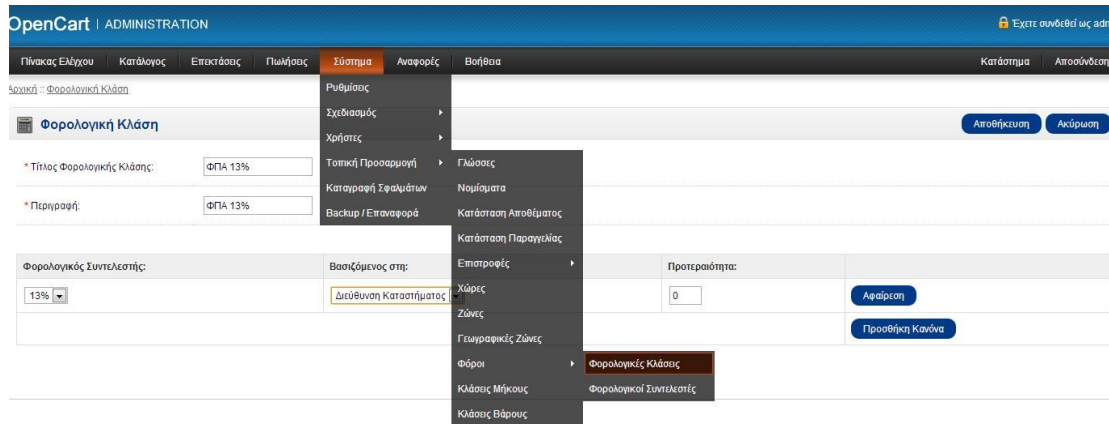 OpenCart | ADMINISTRATION
Έχετε συνδεθεί ως adm
Πίνακας Ελέγχου Κατάλογος Επεκτάσεις Πωλήσεις Σύστημα Αναφορές Βοήθεια Κατάστημα Αποσύνδεση
Αρχική :: Φορολογική Κλάση
Ρυθμίσεις
Φορολογική Κλάση
Αποθήκευση Ακύρωση
Σχεδιασμός
Χρήστες
* Τίτλος Φορολογικής Κλάσης: ΦΠΑ 13%
Τοπική Προσαρμογή Γλώσσες
Καταγραφή Σφαλμάτων Νομίσματα
* Περιγραφή: ΦΠΑ 13%
Backup / Επαναφορά Κατάσταση Αποθέματος
Κατάσταση Παραγγελίας
Φορολογικός Συντελεστής: Βασιζόμενος στη: Επιστροφές Προτεραιότητα:
13% Διεύθυνση Καταστήματος Χώρες 0 Αφαίρεση
Ζώνες
Προσθήκη Κανόνα
Γεωγραφικές Ζώνες
Φόροι Φορολογικές Κλάσεις
Κλάσεις Μήκους Φορολογικοί Συντελεστές
Κλάσεις Βάρους